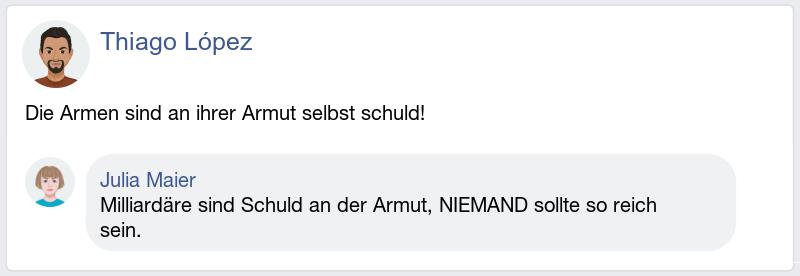 Thiago López
Die Armen sind an ihrer Armut selbst schuld!
Julia Maier
Milliardäre sind Schuld an der Armut, NIEMAND sollte so reich
sein.